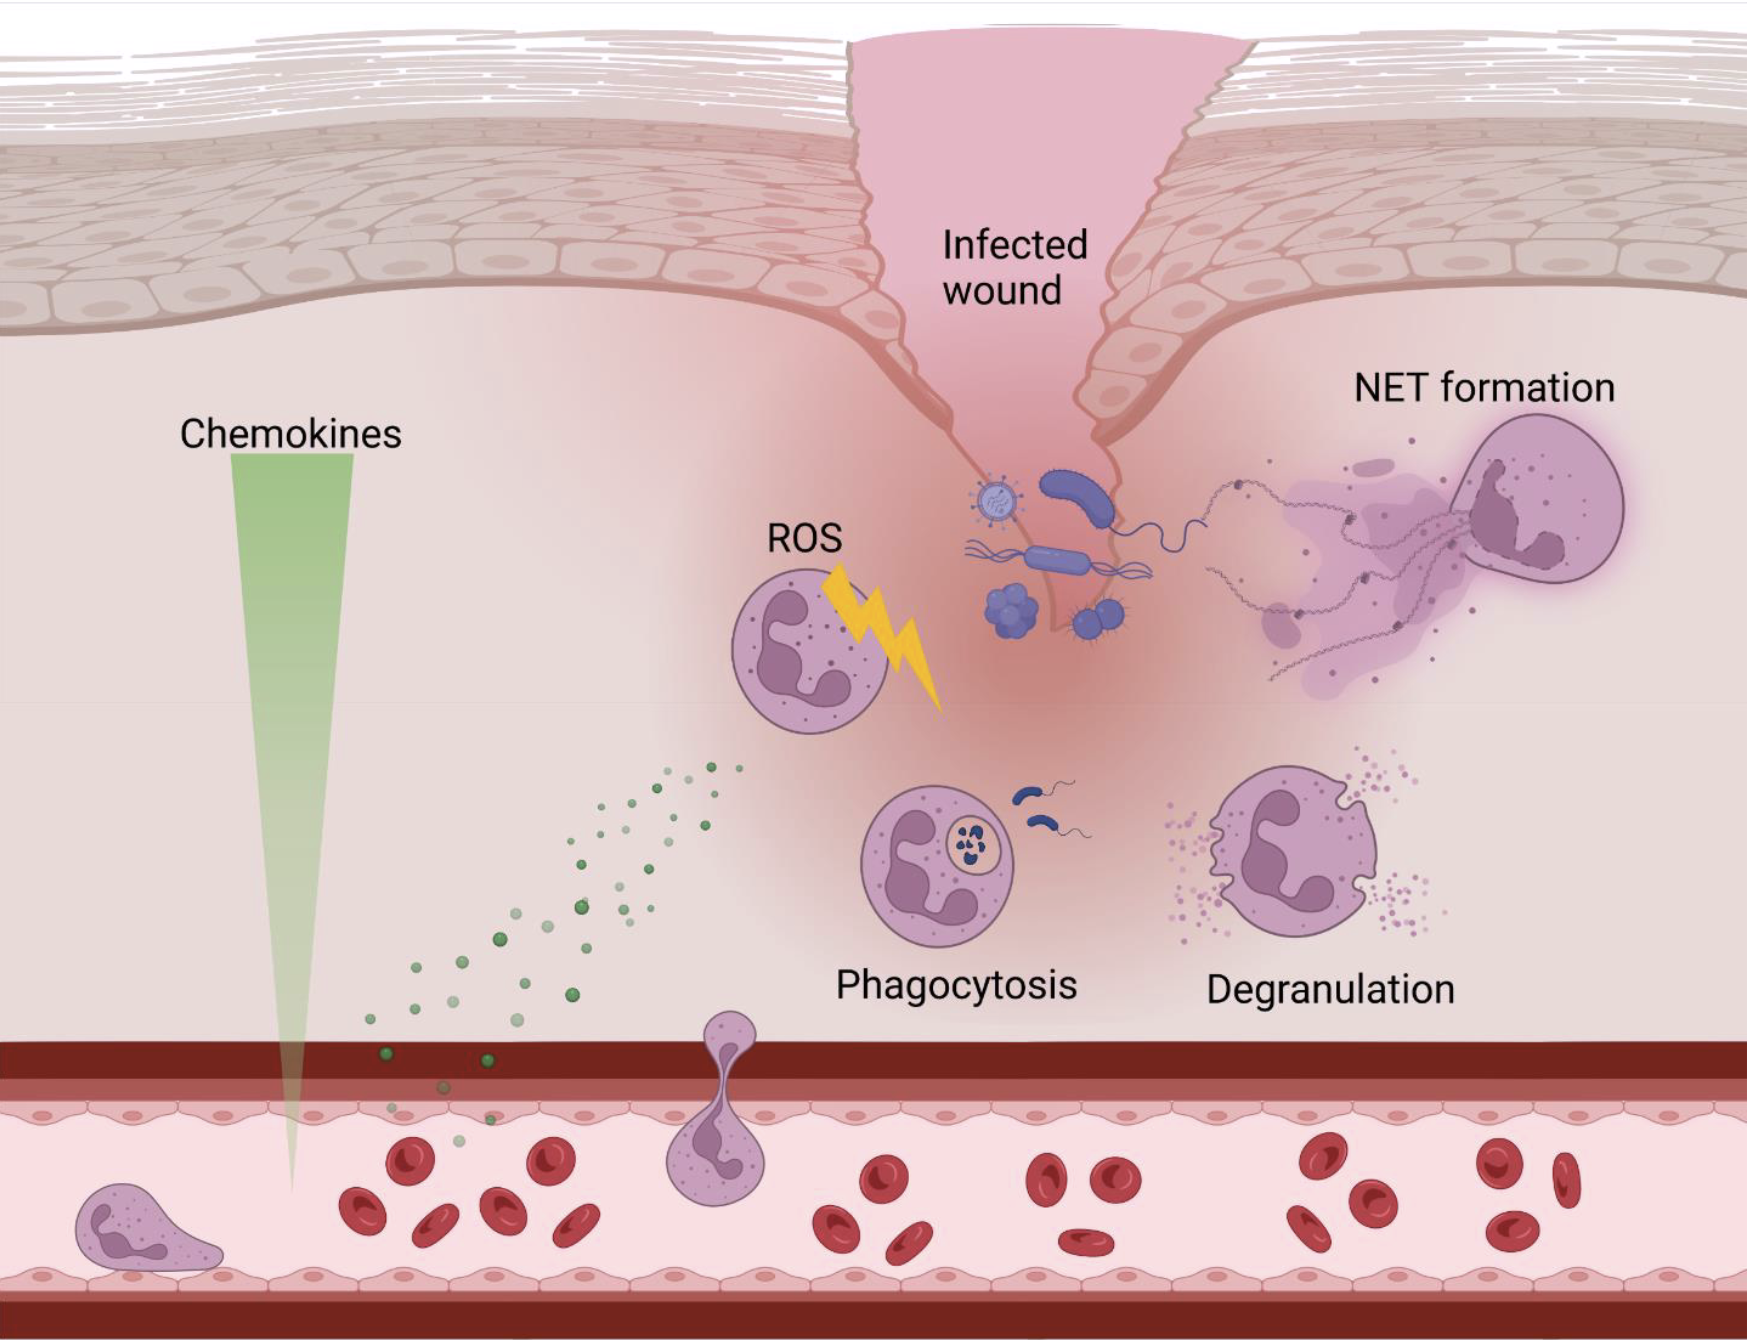 Infected
wound
NET formation
Chemokines
ROS
Phagocytosis
Degranulation